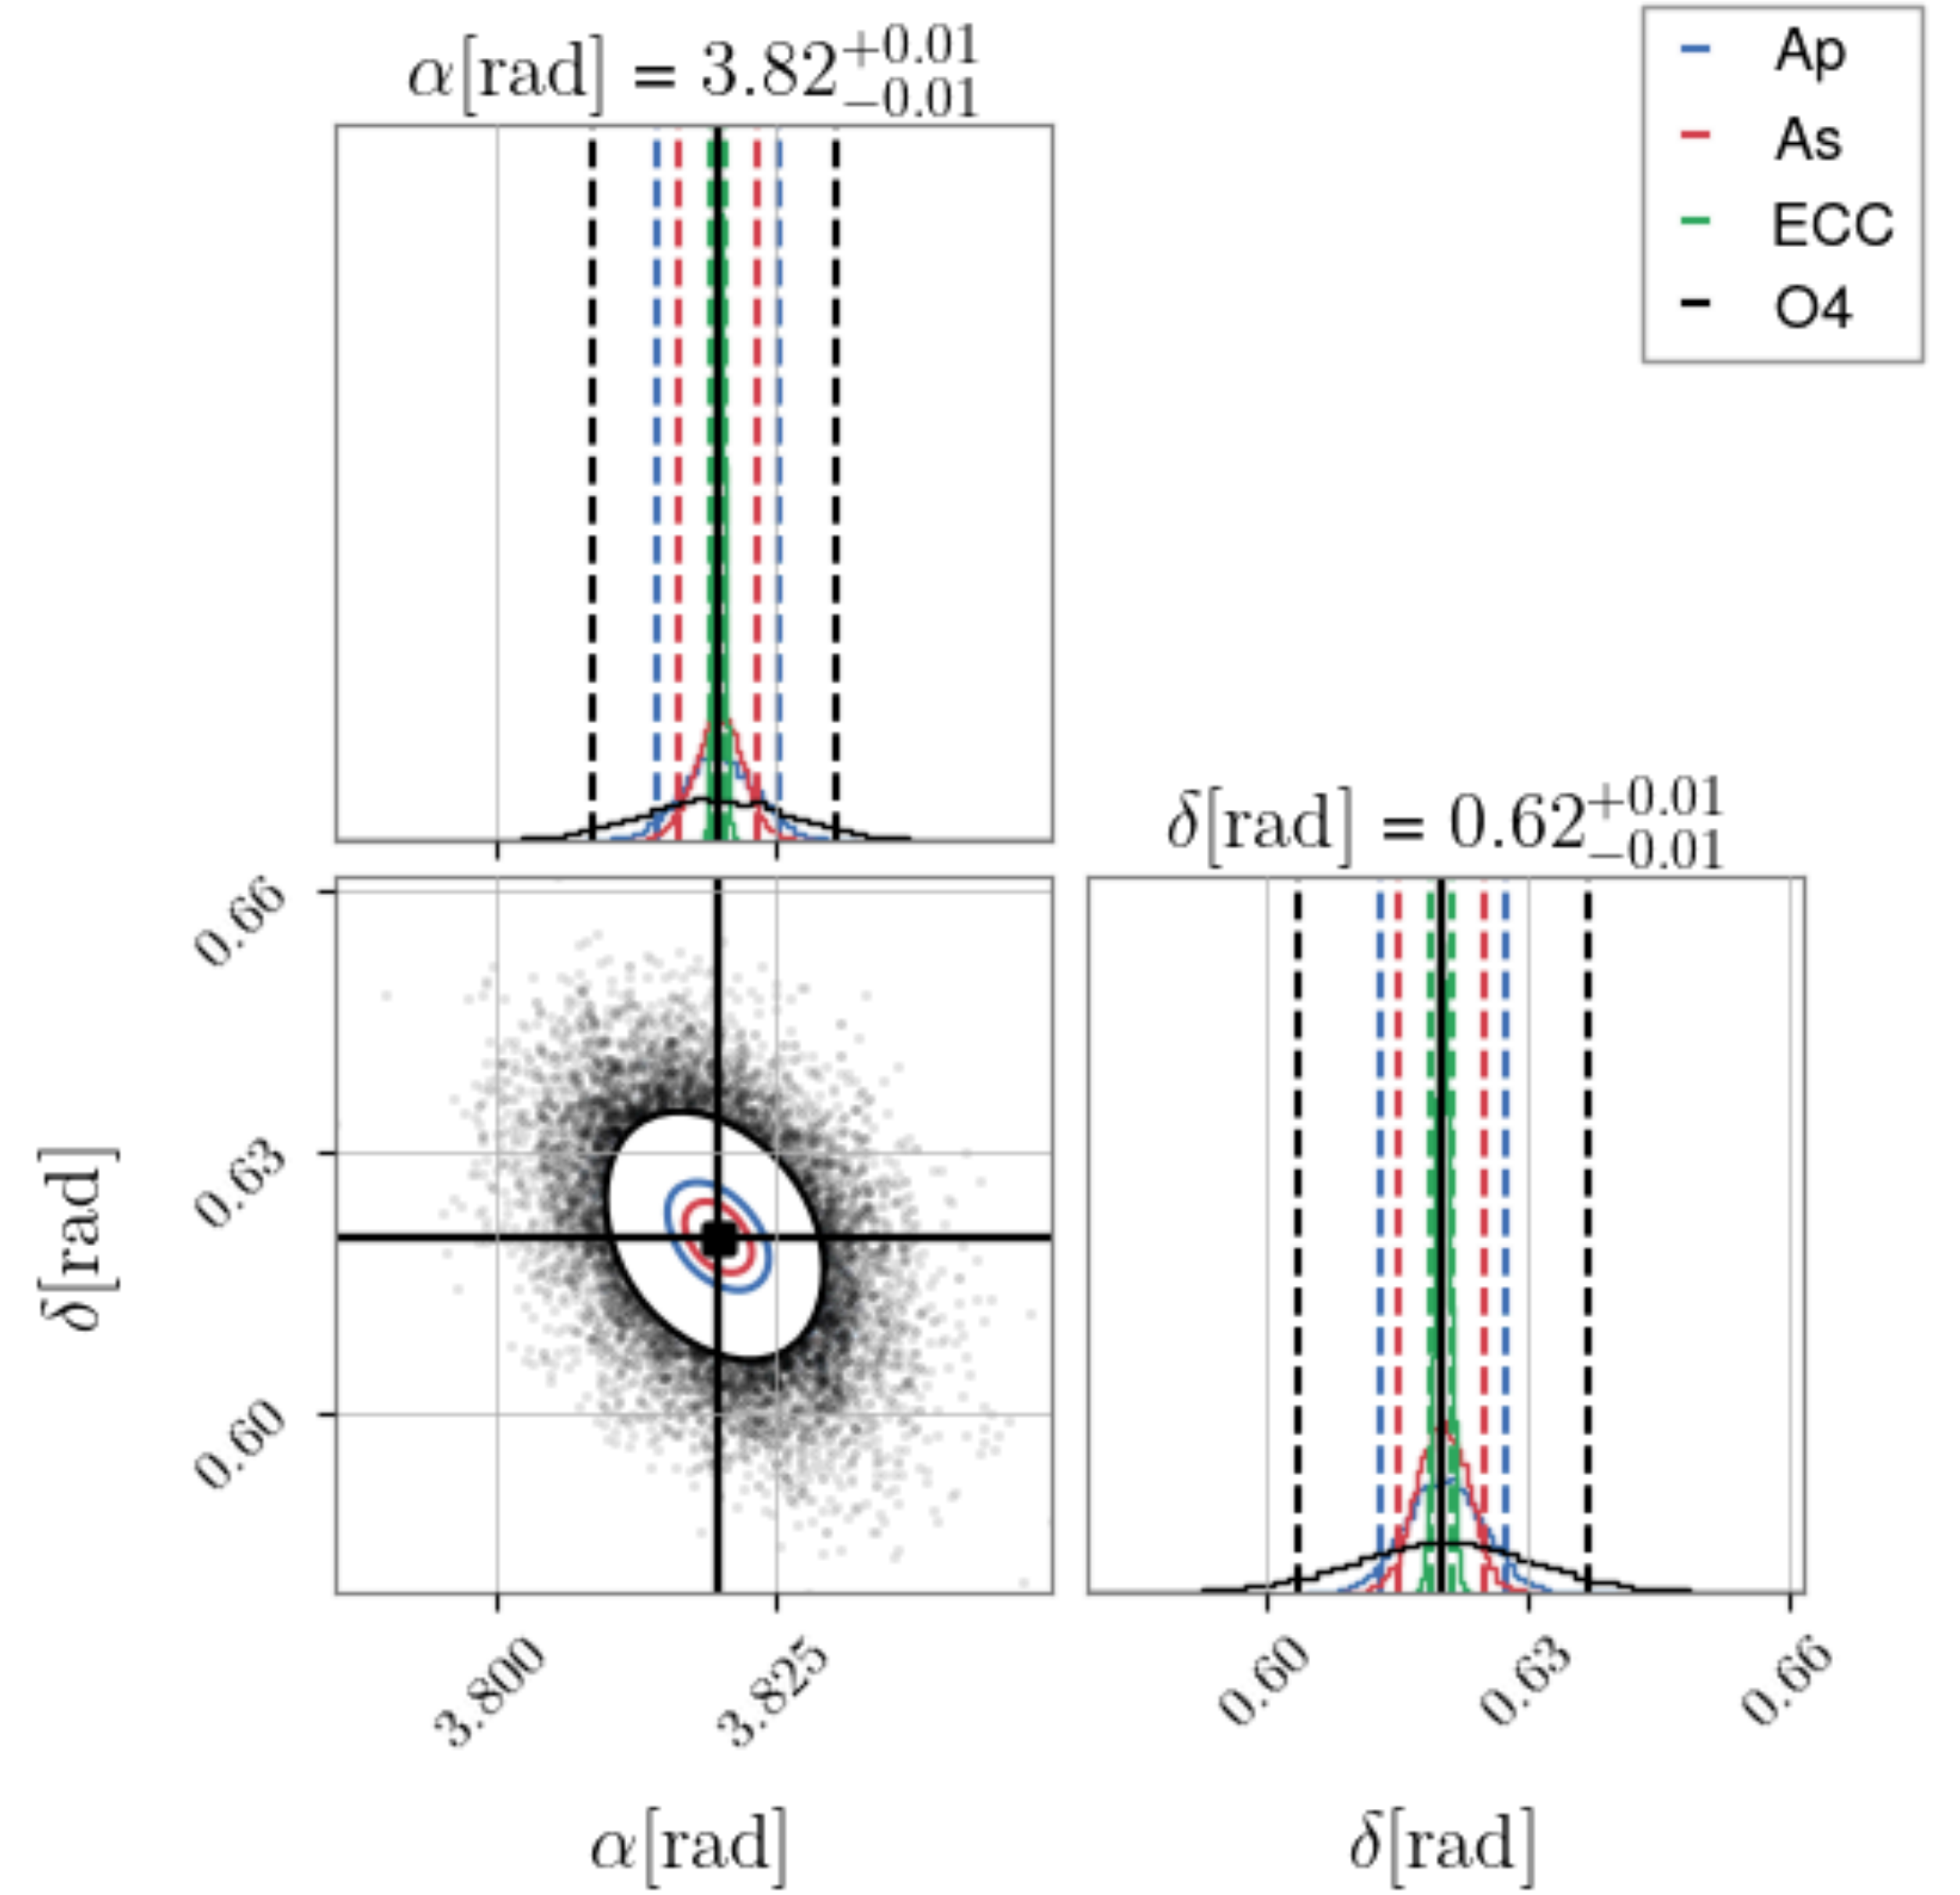 α[rad] = 3.82+0.01−0.01
Ap
As
ECC
O4
δ[rad] = 0.62+0.01−0.01
δ[rad]
0.66
0.63
0.60
3.800
3.825
α[rad]
0.60
0.63
0.66
δ[rad]